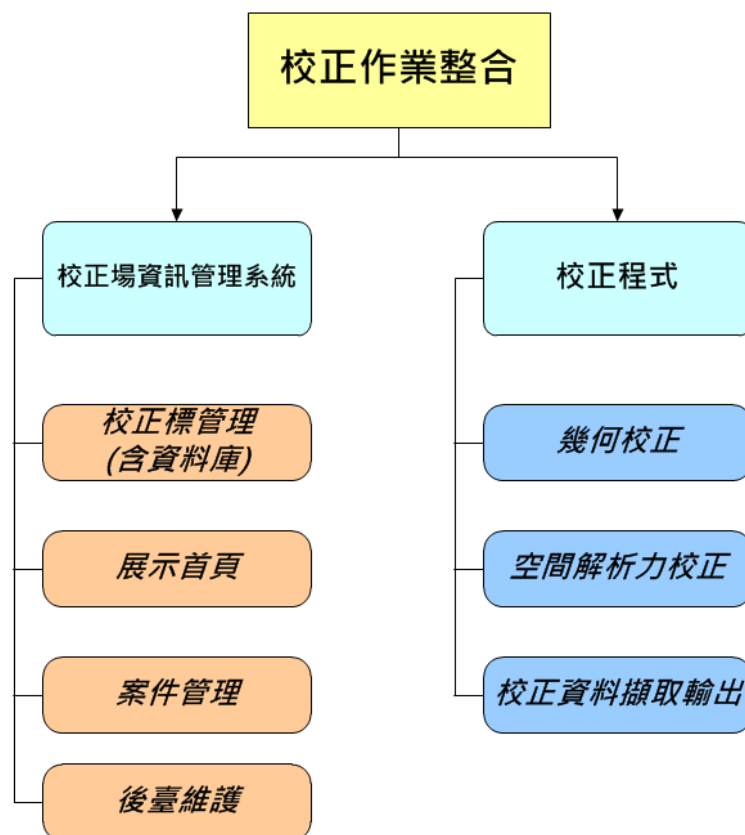 校正作業整合
校正場資訊管理系統
校正標管理
(含資料庫)
展示首頁
案件管理
後臺維護
校正程式
幾何校正
空間解析力校正
校正資料擷取輸出